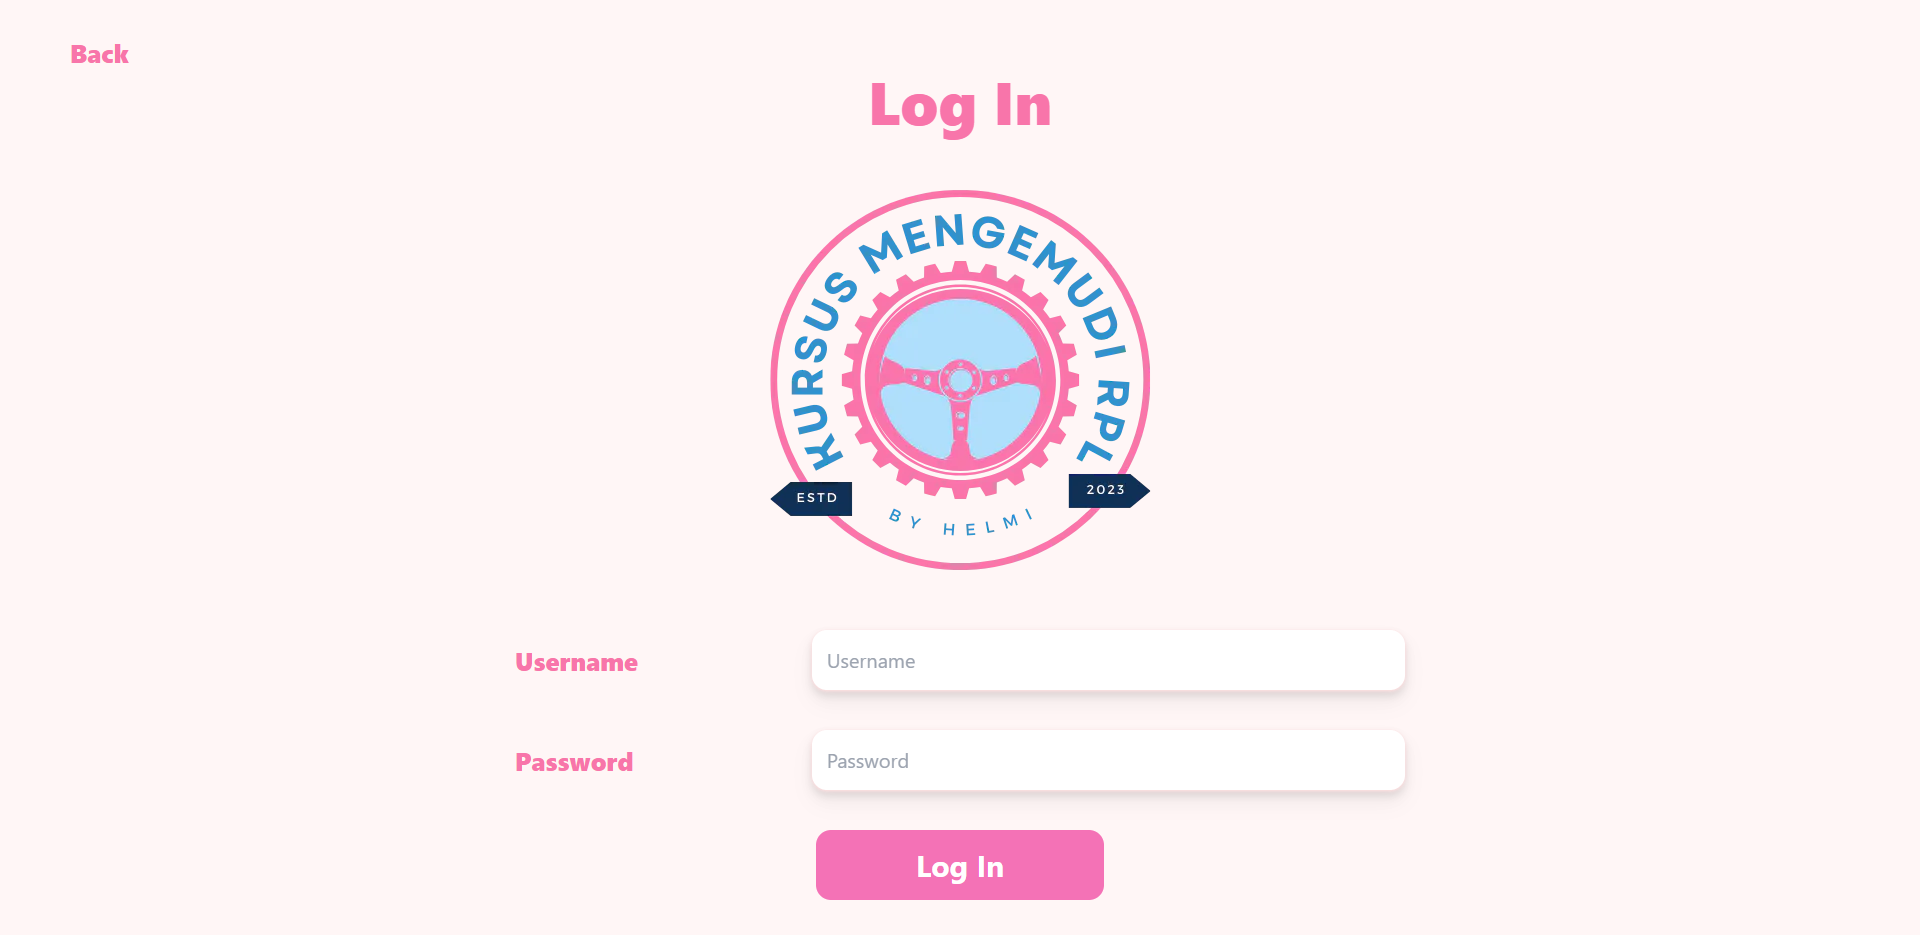 Back
Log In
KURSUS MENGEMUDI RPL
ESTD
2023
BY HELMI
Username
Username
Password
Password
Log In